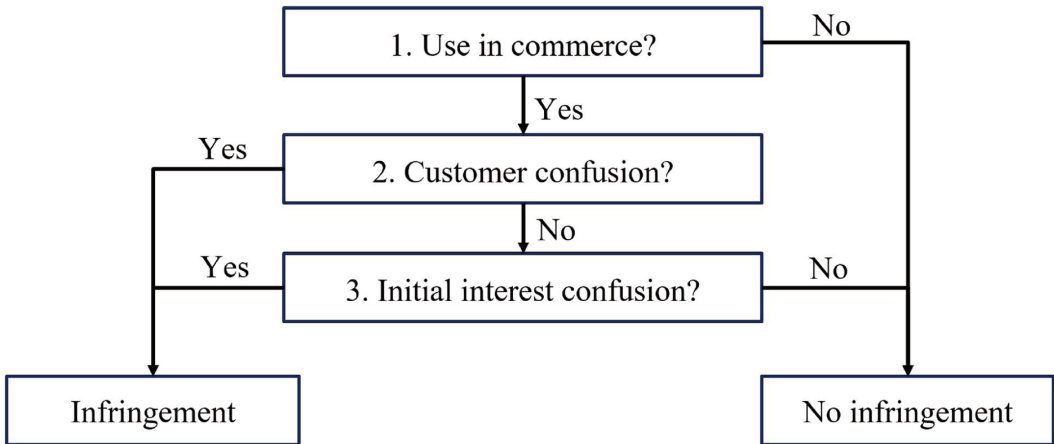 1. Use in commerce?
No
Yes
Yes
2. Customer confusion?
No
Yes
3. Initial interest confusion?
No
Infringement
No infringement